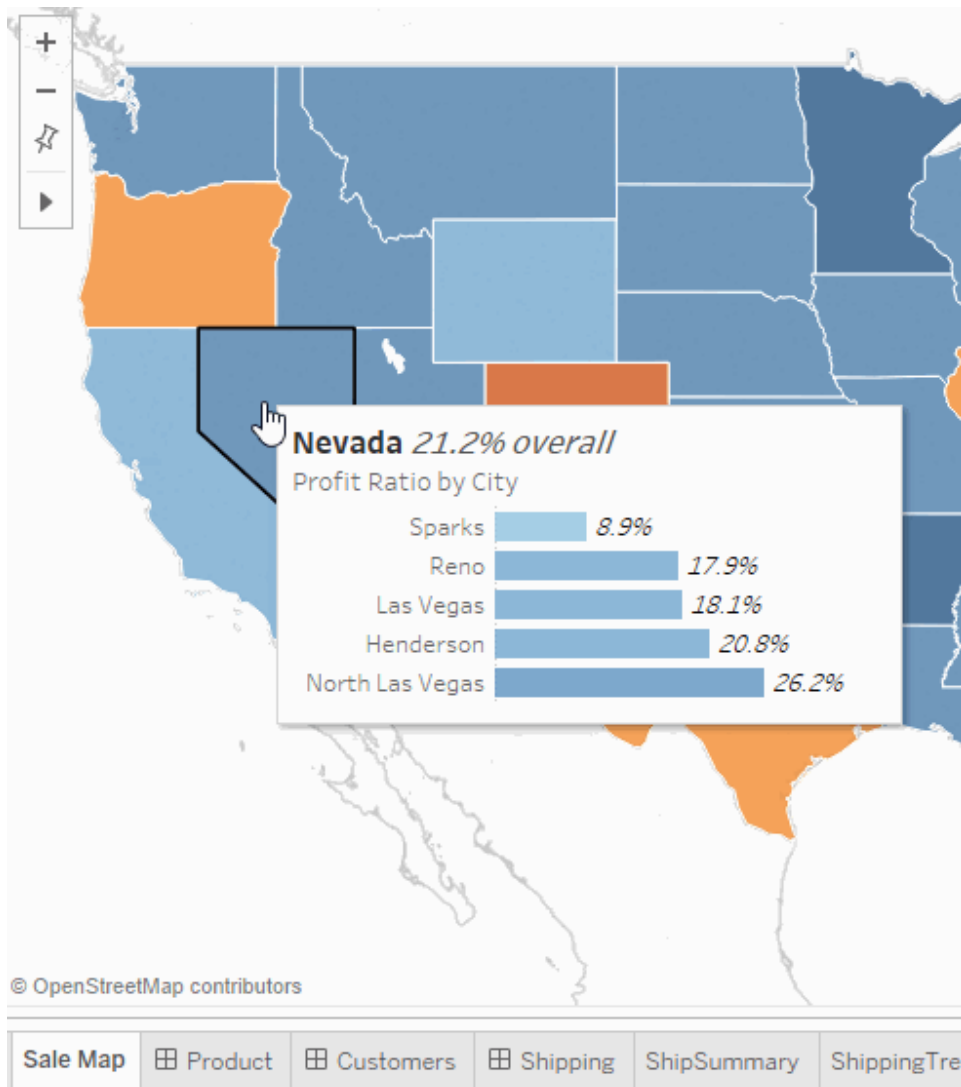 Nevada 21.2% overall
Profit Ratio by City
Sparks 8.9%
Reno 17.9%
Las Vegas 18.1%
Henderson 20.8%
North Las Vegas 26.2%
© OpenStreetMap contributors
Sale Map Product Customers Shipping ShipSummary ShippingTre